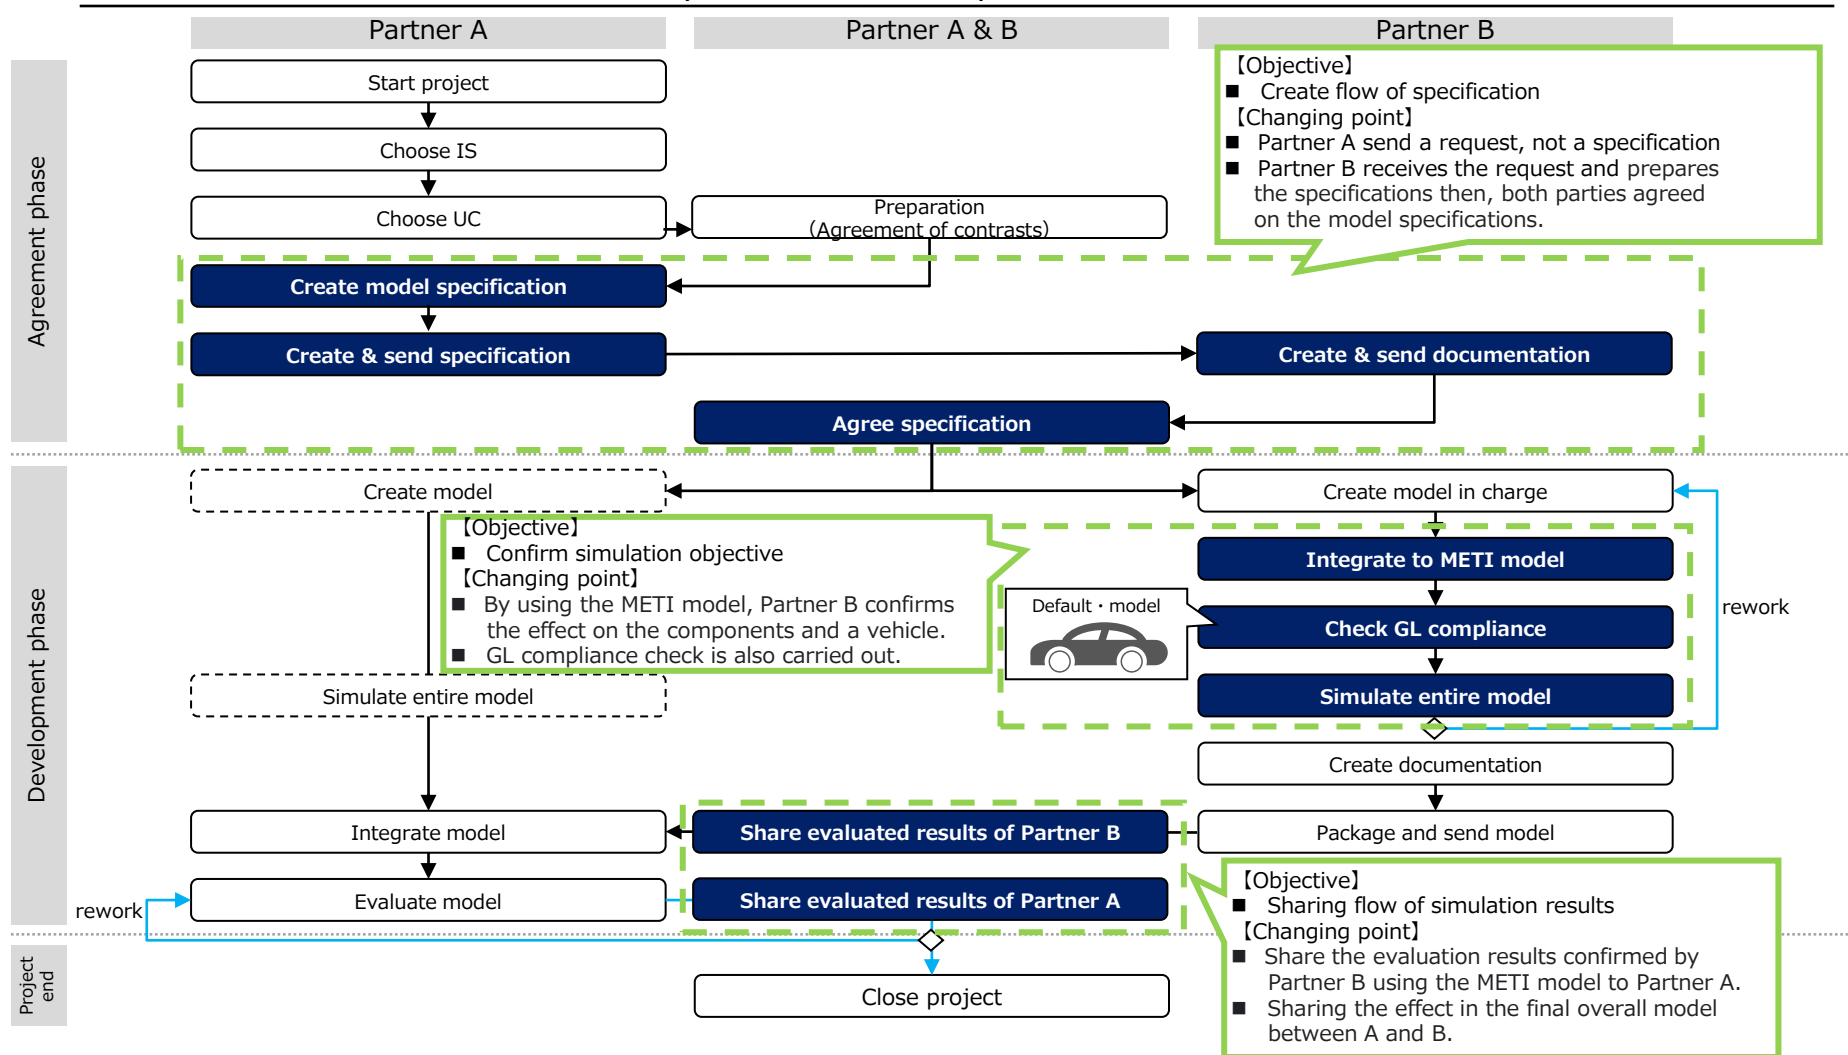 Partner A
Partner A & B
Partner B
Agreement phase
Start project
Choose IS
Choose UC
Preparation
(Agreement of contrasts)
【Objective】
■ Create flow of specification
【Changing point】
■ Partner A send a request, not a specification
■ Partner B receives the request and prepares
the specifications then, both parties agreed
on the model specifications.
Create model specification
Create & send specification
Create & send documentation
Agree specification
Development phase
Create model
Create model in charge
【Objective】
■ Confirm simulation objective
【Changing point】
■ By using the METI model, Partner B confirms
the effect on the components and a vehicle.
■ GL compliance check is also carried out.
Default・model
Integrate to METI model
Check GL compliance
Simulate entire model
rework
Simulate entire model
Create documentation
Integrate model
Share evaluated results of Partner B
Package and send model
Evaluate model
Share evaluated results of Partner A
rework
【Objective】
■ Sharing flow of simulation results
【Changing point】
■ Share the evaluation results confirmed by
Partner B using the METI model to Partner A.
■ Sharing the effect in the final overall model
between A and B.
Project
end
Close project